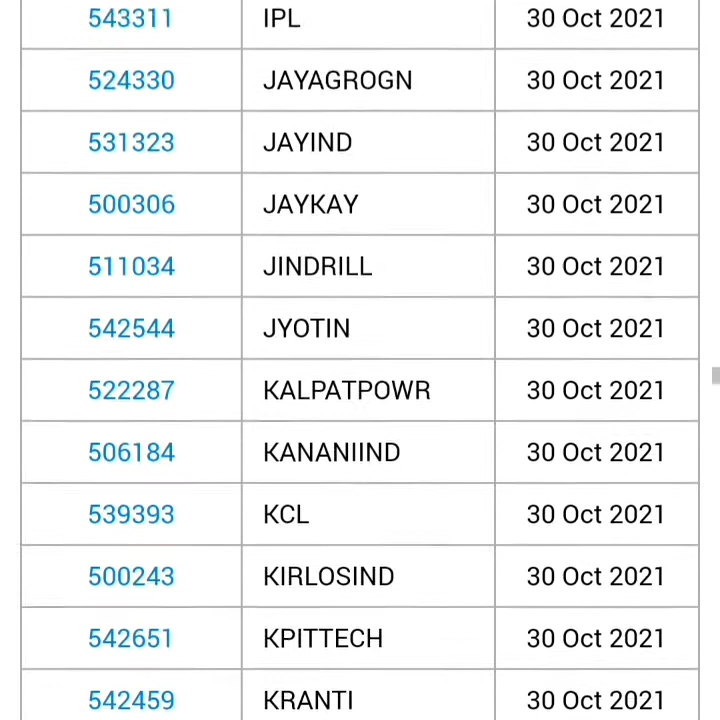 543311 IPL 30 Oct 2021
524330 JAYAGROGN 30 Oct 2021
531323 JAYIND 30 Oct 2021
500306 JAYKAY 30 Oct 2021
511034 JINDRILL 30 Oct 2021
542544 JYOTIN 30 Oct 2021
522287 KALPATPOWR 30 Oct 2021
506184 KANANIIND 30 Oct 2021
539393 KCL 30 Oct 2021
500243 KIRLOSIND 30 Oct 2021
542651 KPITTECH 30 Oct 2021
542459 KRANTI 30 Oct 2021